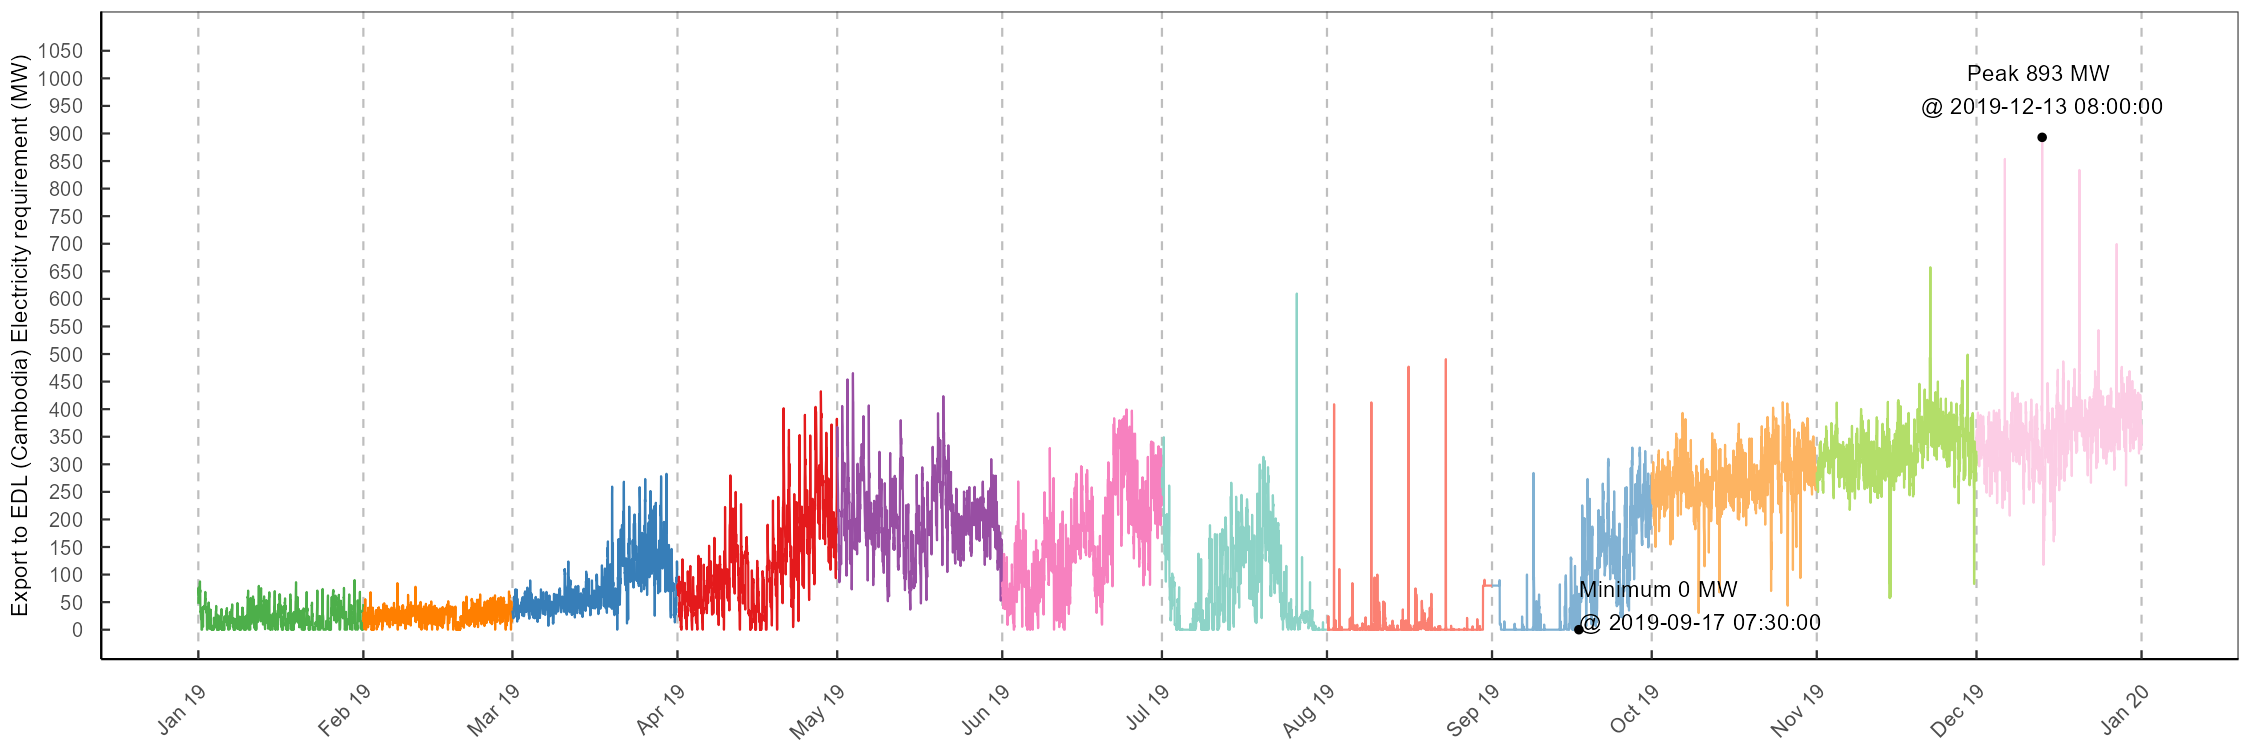 Export to EDL (Cambodia) Electricity requirement (MW)
1050
1000
950
900
850
800
750
700
650
600
550
500
450
400
350
300
250
200
150
100
50
0
Peak 893 MW
@ 2019-12-13 08:00:00
Minimum 0 MW
@ 2019-09-17 07:30:00
Jan 19
Feb 19
Mar 19
Apr 19
May 19
Jun 19
Jul 19
Aug 19
Sep 19
Oct 19
Nov 19
Dec 19
Jan 20